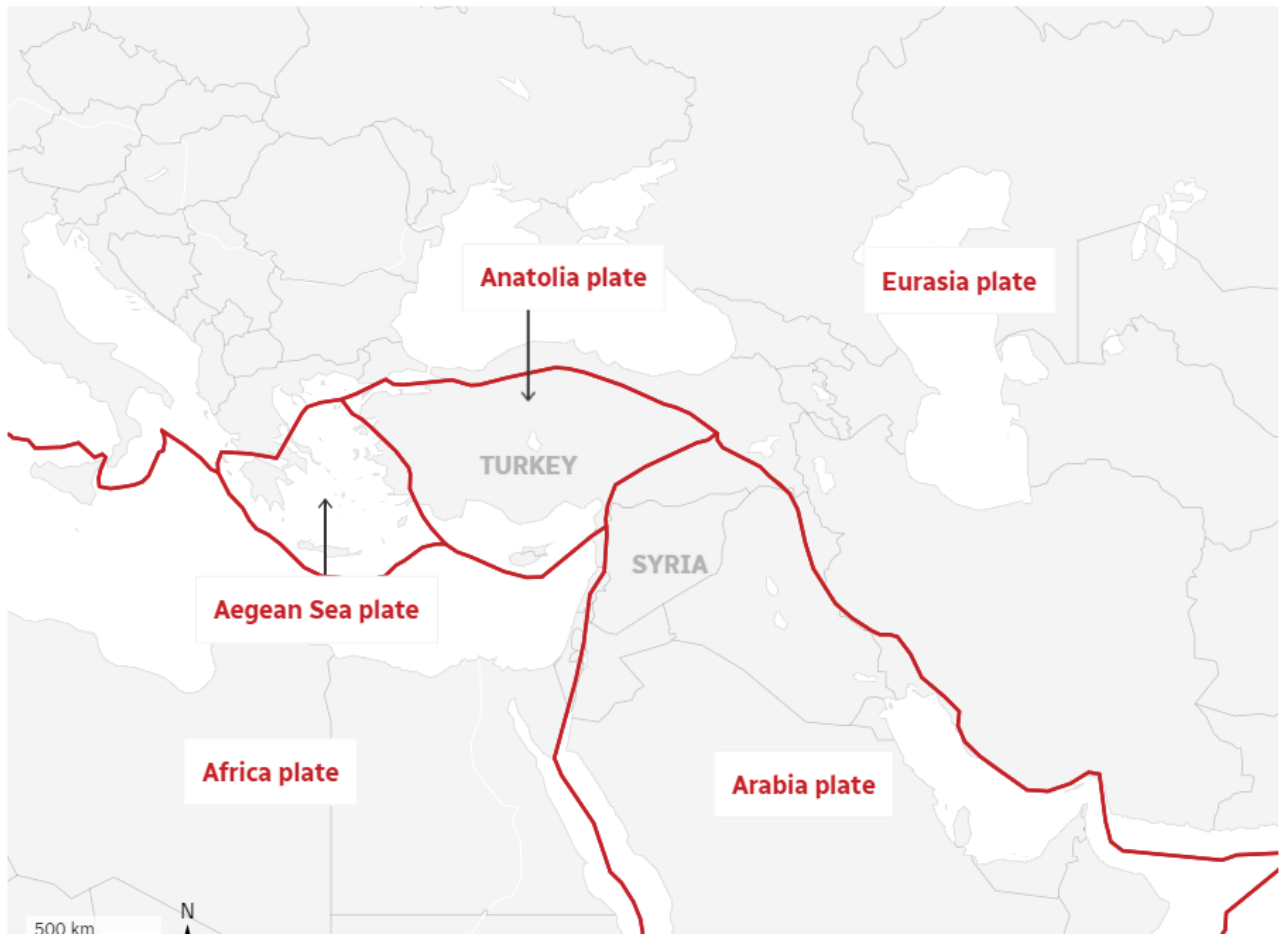 Anatolia plate
Eurasia plate
TURKEY
SYRIA
Aegean Sea plate
Africa plate
Arabia plate
N
500 km